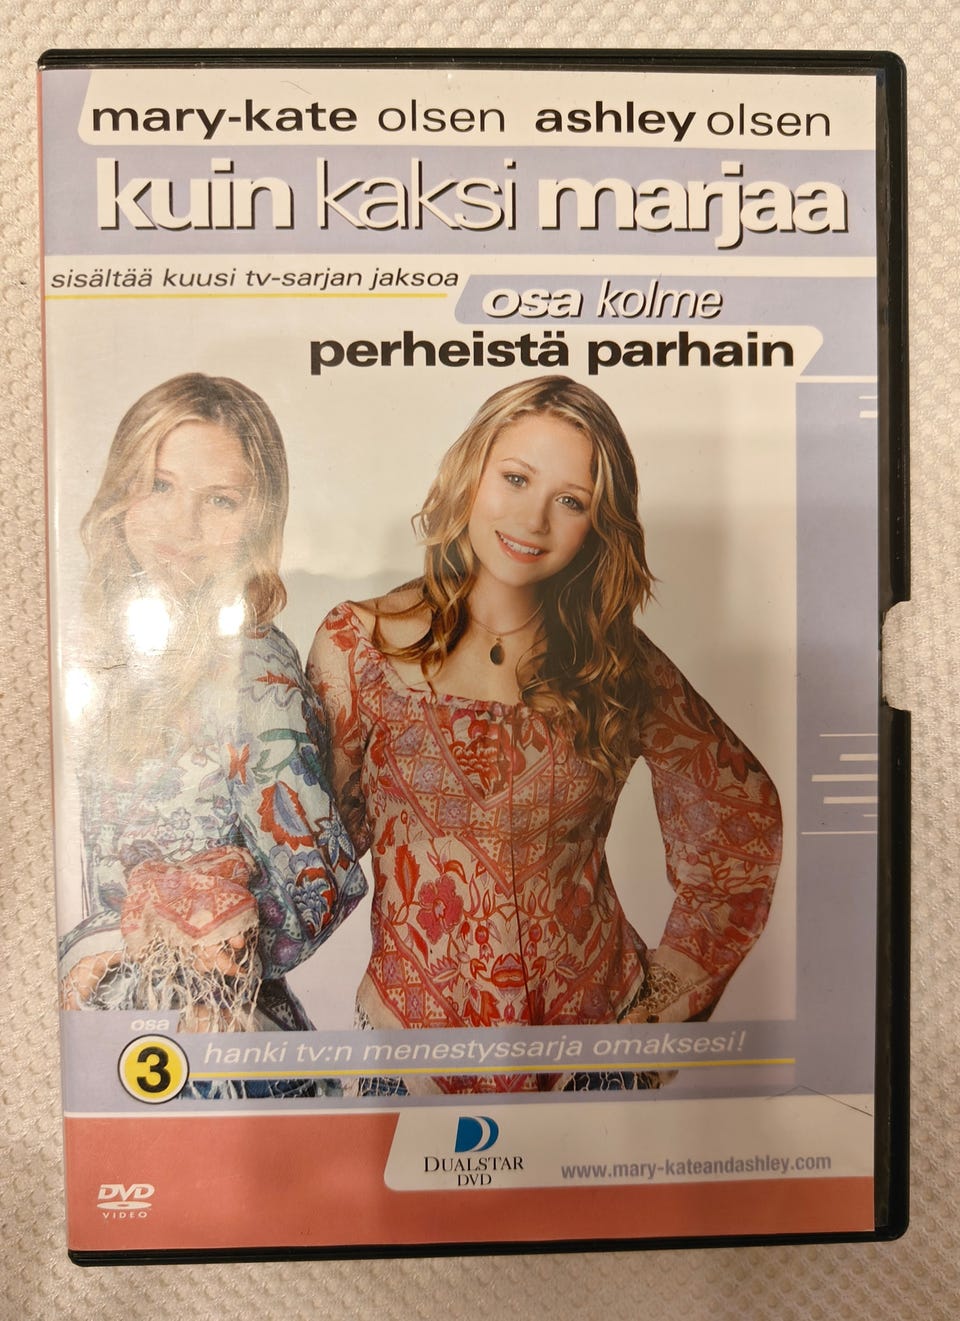 mary-kate olsen ashley olsen
kuin kaksi marjaa
sisältää kuusi tv-sarjan jaksoa
osa kolme
perheistä parhain
osa
3
hanki tv:n menestyssarja omaksesi!
DUALSTAR
DVD
www.mary-kateandashley.com
DVD
VIDEO